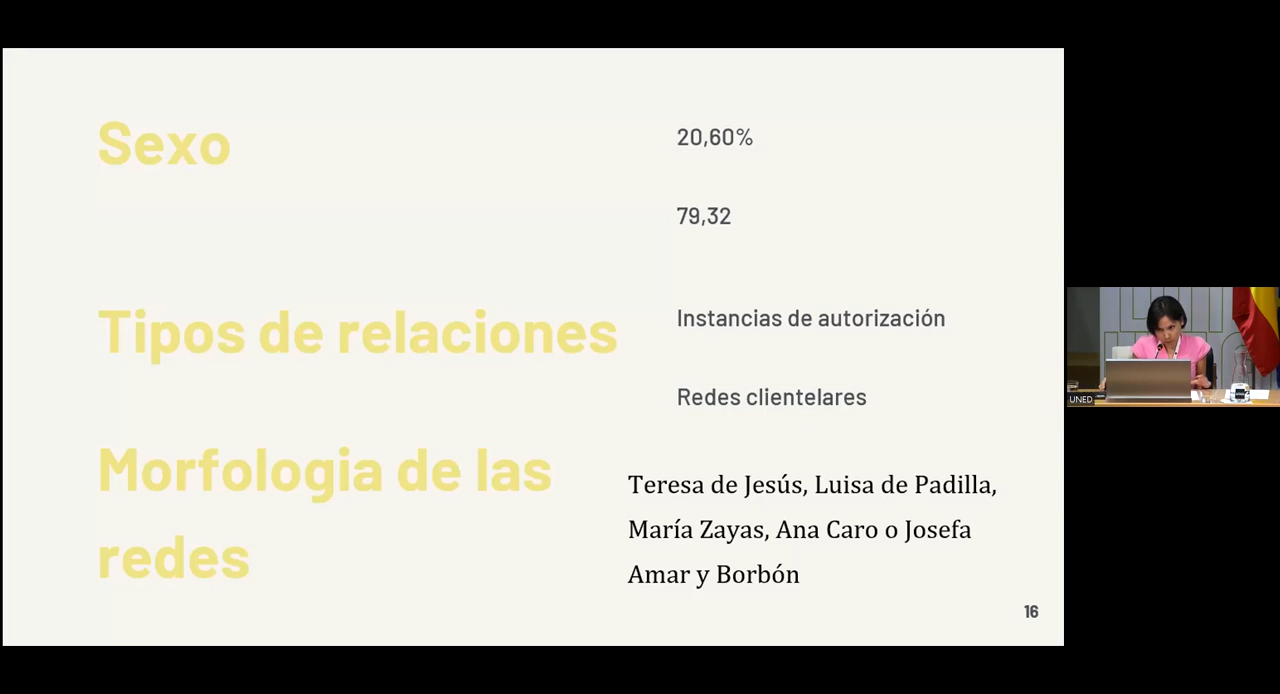 Sexo
20,60%
79,32
Tipos de relaciones
Instancias de autorización
Redes clientelares
Morfologia de las
redes
Teresa de Jesús, Luisa de Padilla,
María Zayas, Ana Caro o Josefa
Amar y Borbón
16
UNED